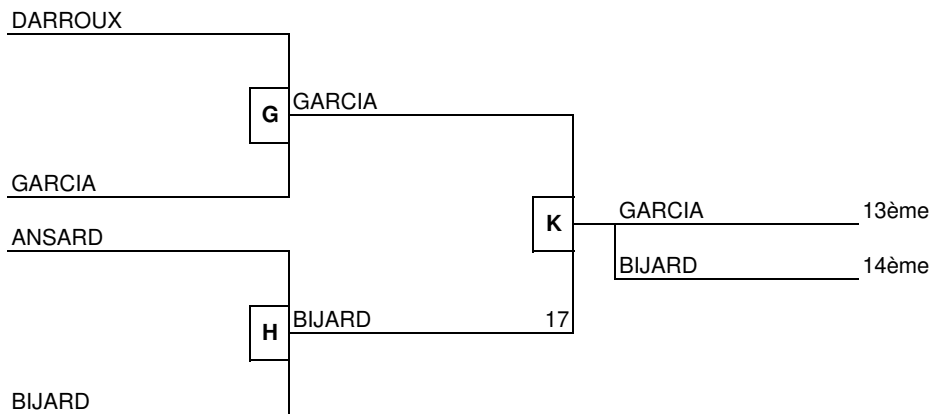 DARROUX
G GARCIA
GARCIA
K GARCIA 13ème
ANSARD
BIJARD 14ème
H BIJARD 17
BIJARD